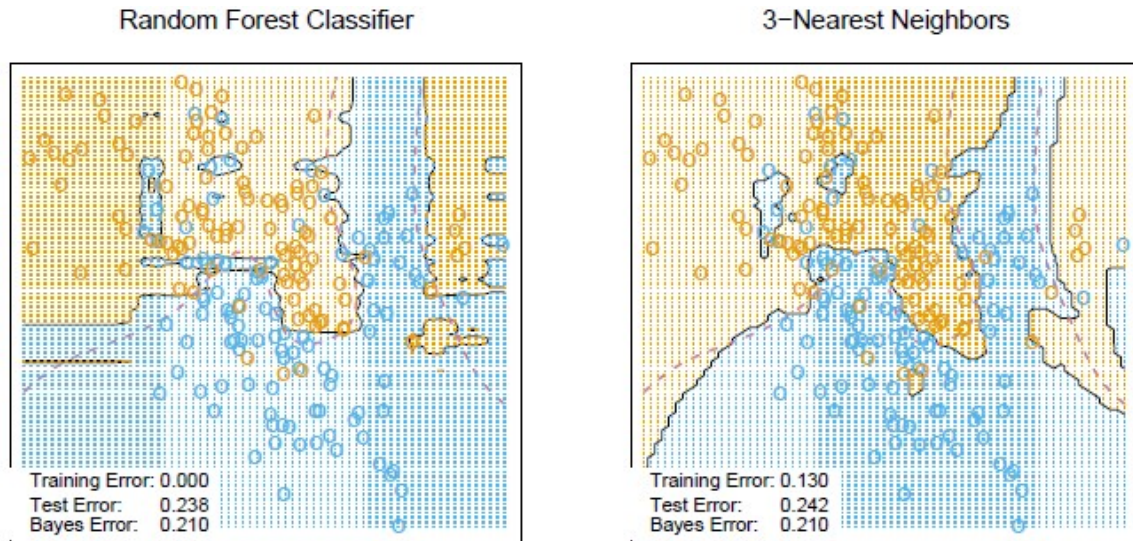 Random Forest Classifier
3−Nearest Neighbors
Training Error: 0.000
Test Error: 0.238
Bayes Error: 0.210
Training Error: 0.130
Test Error: 0.242
Bayes Error: 0.210